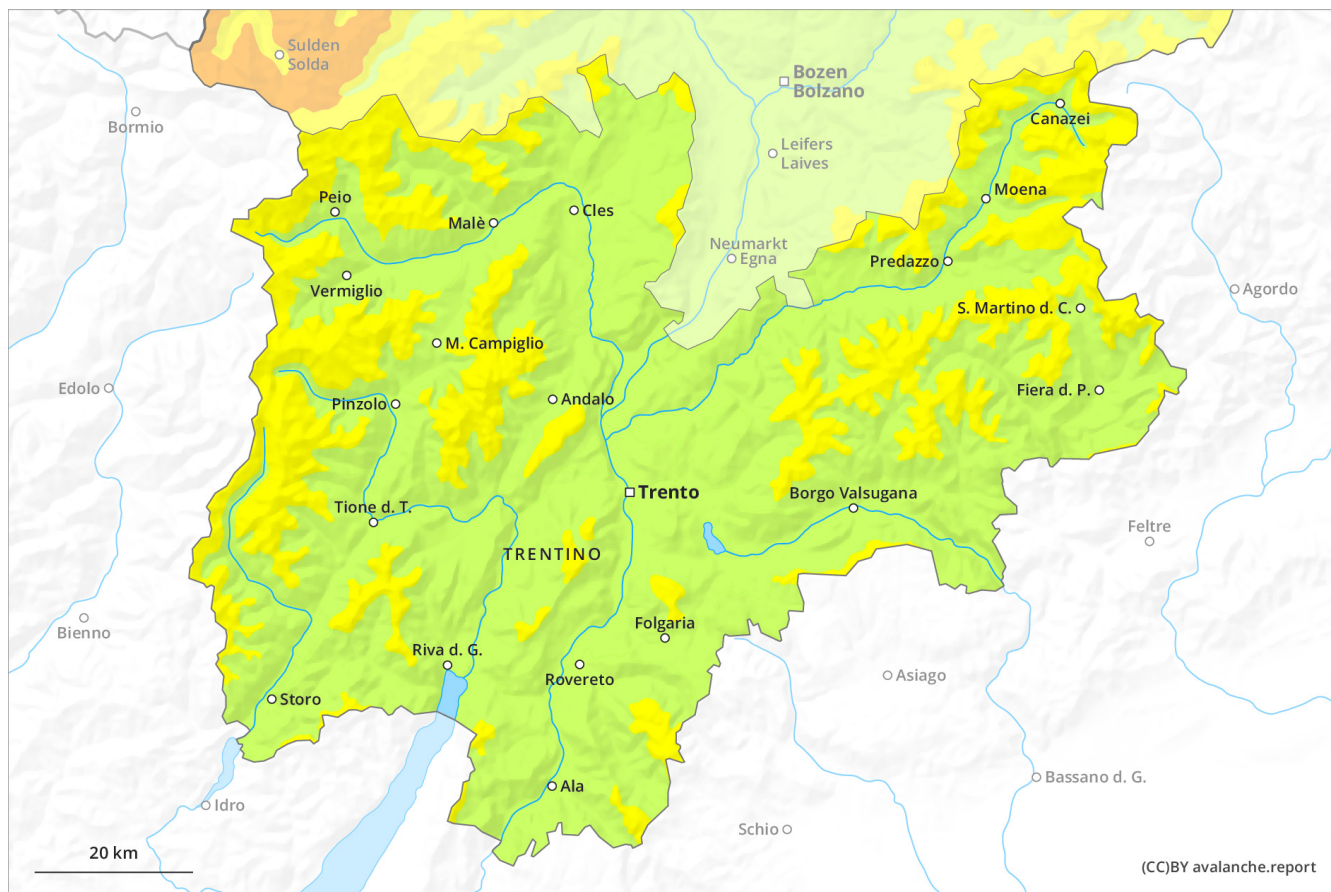 Sulden
Solda
Bozen
Bolzano
Bormio
Canazei
Leifers
Laives
Peio
Moena
Malè
Cles
Neumarkt
Egna
Predazzo
Vermiglio
Agordo
S. Martino d. C.
M. Campiglio
Edolo
Fiera d. P.
Pinzolo
Andalo
Trento
Borgo Valsugana
Tione d. T.
Feltre
TRENTINO
Bienno
Folgaria
Riva d. G.
Rovereto
Asiago
Storo
Bassano d. G.
Ala
Idro
Schio
20 km
(CC)BY avalanche.report